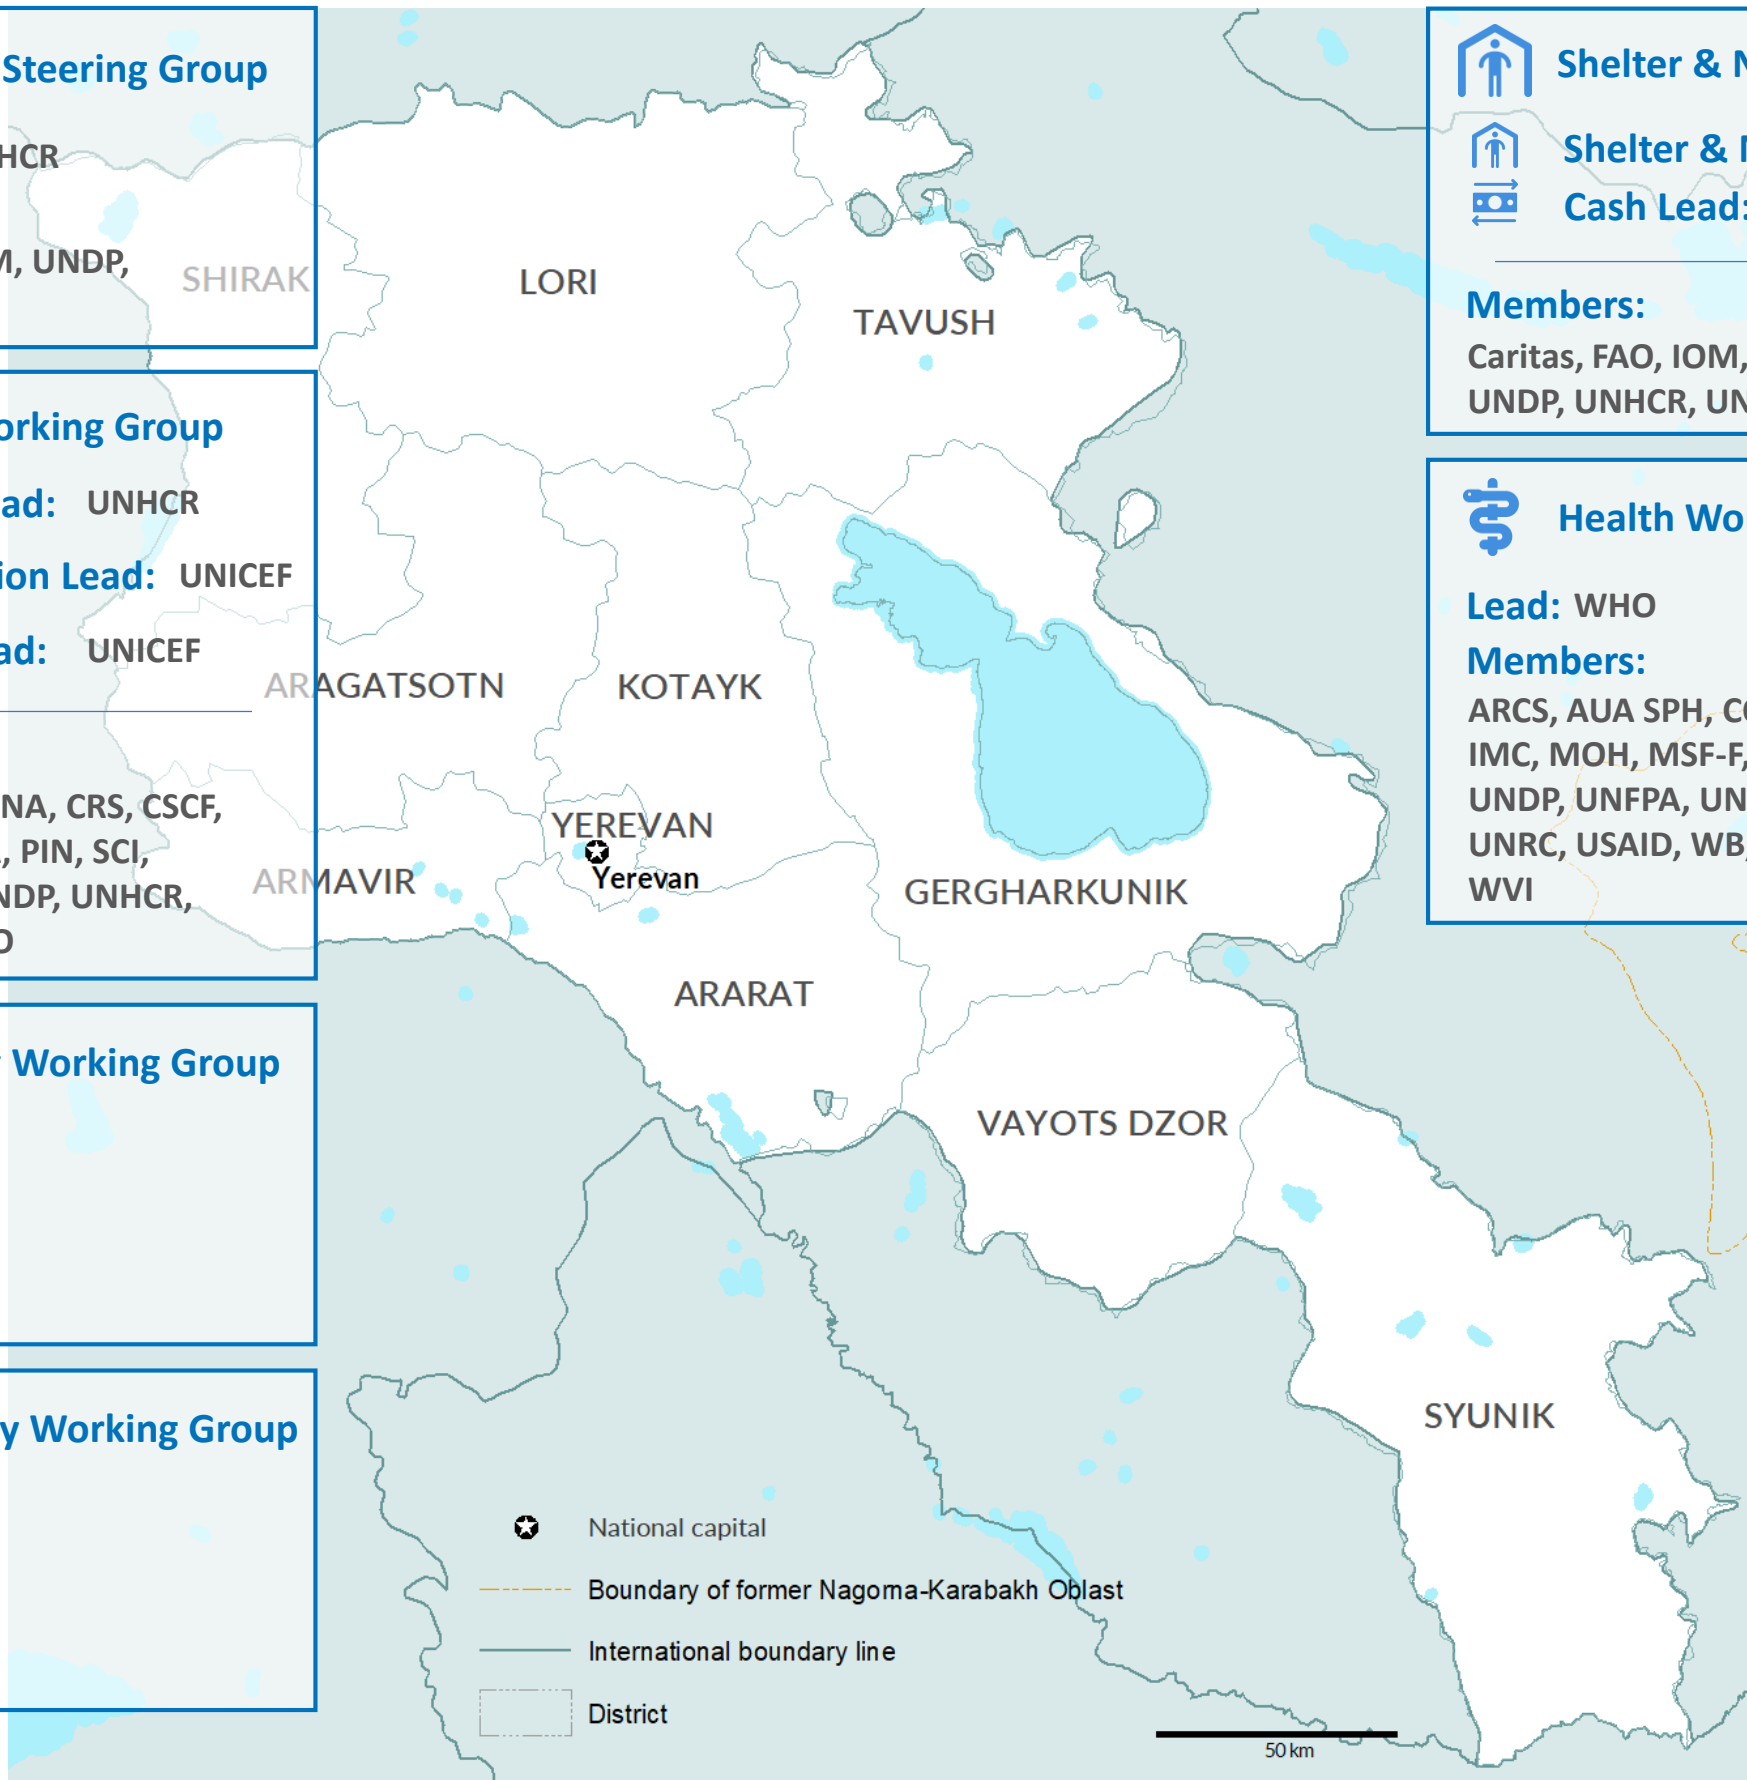 Steering Group
HCR
M, UNDP,
orking Group
ad: UNHCR
ion Lead: UNICEF
ad: UNICEF
NA, CRS, CSCF,
, PIN, SCI,
NDP, UNHCR,
O
Working Group
y Working Group
SHIRAK
LORI
TAVUSH
ARAGATSOTN
KOTAYK
YEREVAN
Yerevan
ARMAVIR
GERGHARKUNIK
ARARAT
VAYOTS DZOR
SYUNIK
National capital
Boundary of former Nagorna-Karabakh Oblast
International boundary line
District
50 km
Shelter & N
Shelter & N
Cash Lead:
Members:
Caritas, FAO, IOM,
UNDP, UNHCR, UN
Health Wo
Lead: WHO
Members:
ARCS, AUA SPH, CO
IMC, MOH, MSF-F,
UNDP, UNFPA, UN
UNRC, USAID, WB,
WVI